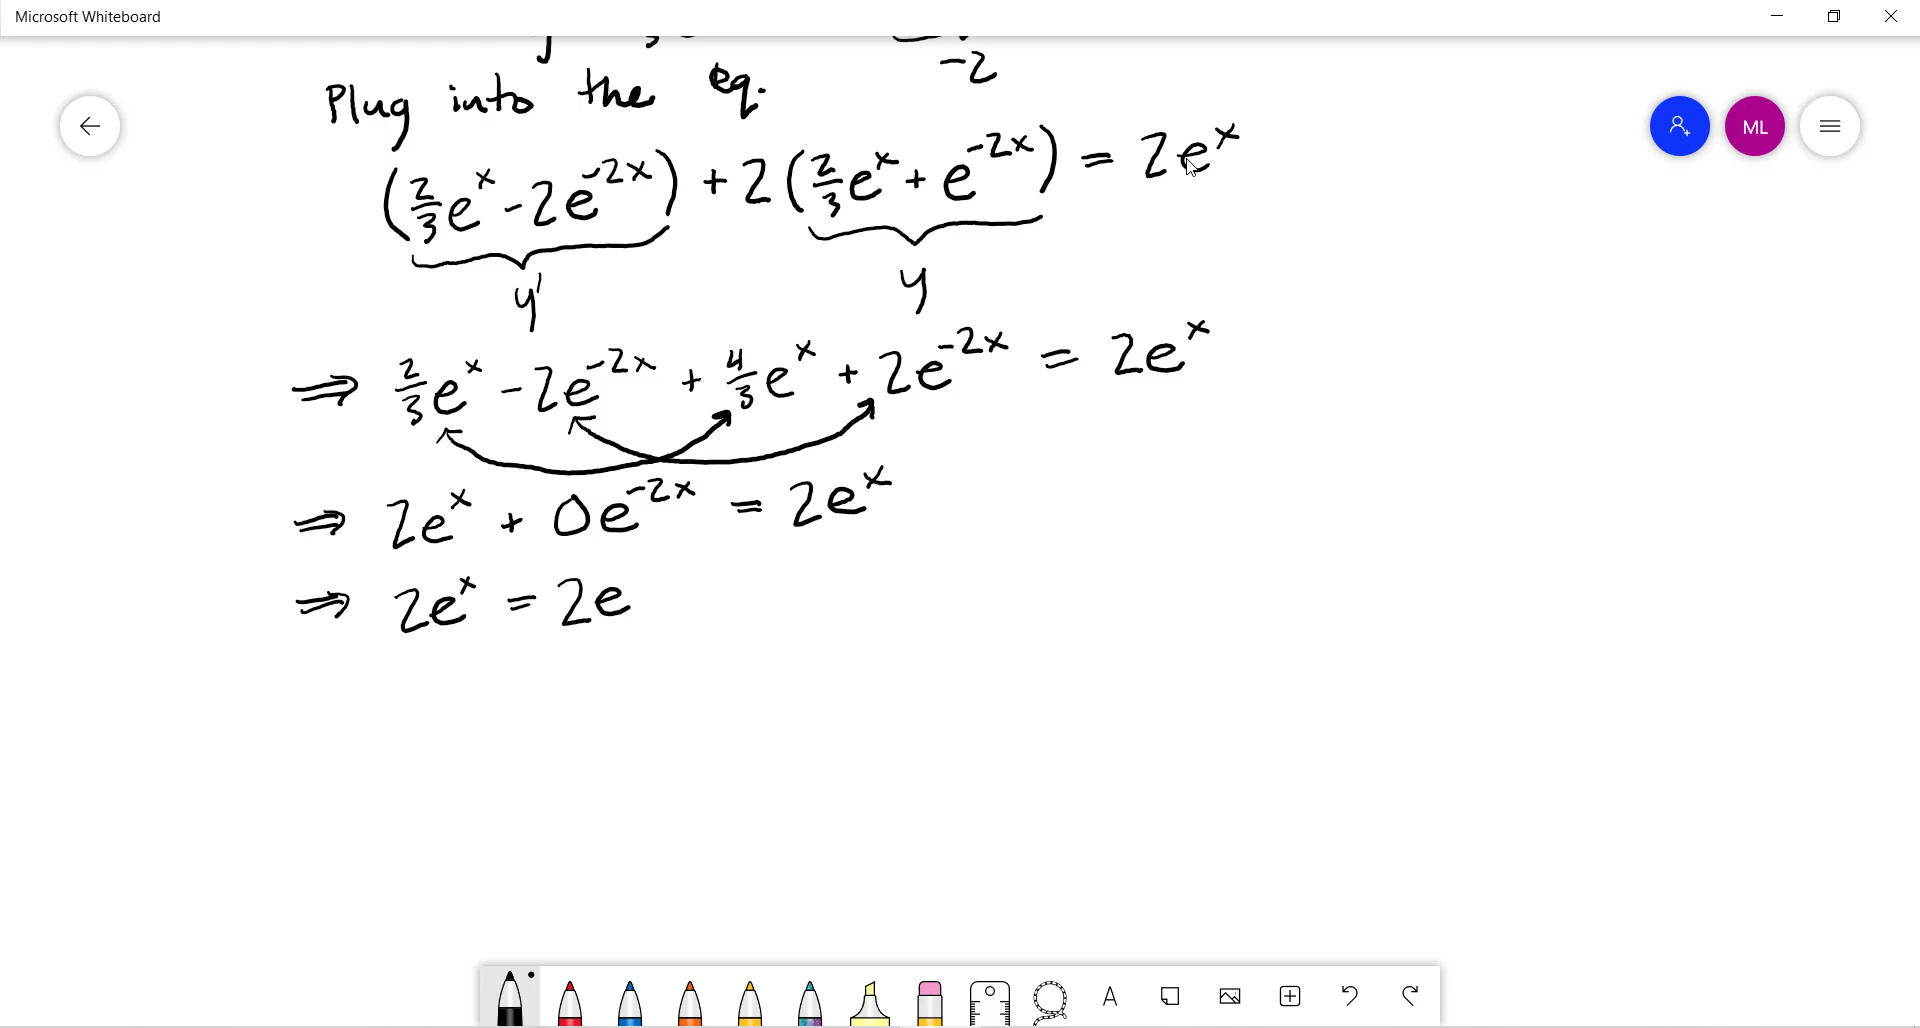 Microsoft Whiteboard
-2
Plug into the eq.
ML
(2/3 e^x - 2e^-2x) + 2(2/3 e^x + e^-2x) = 2e^x
y' y
⇒ 2/3 e^x - 2e^-2x + 4/3 e^x + 2e^-2x = 2e^x
⇒ 2e^x + 0e^-2x = 2e^x
⇒ 2e^x = 2e
A